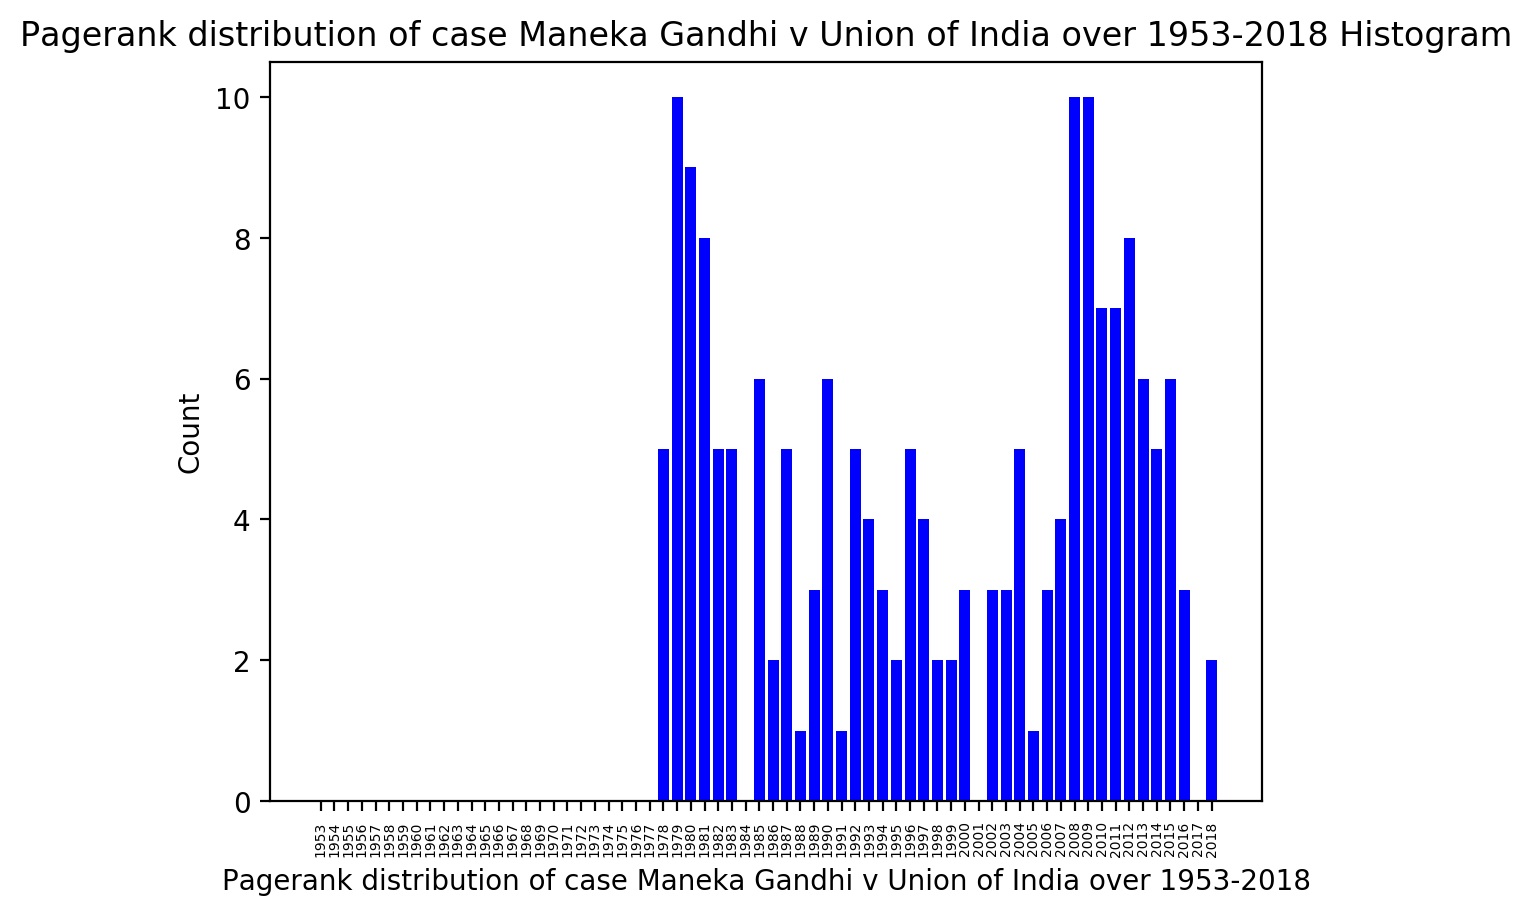 Pagerank distribution of case Maneka Gandhi v Union of India over 1953-2018 Histogram
10
8
6
4
2
0
Count
1953 1954 1955 1956 1957 1958 1959 1960 1961 1962 1963 1964 1965 1966 1967 1968 1969 1970 1971 1972 1973 1974 1975 1976 1977 1978 1979 1980 1981 1982 1983 1984 1985 1986 1987 1988 1989 1990 1991 1992 1993 1994 1995 1996 1997 1998 1999 2000 2001 2002 2003 2004 2005 2006 2007 2008 2009 2010 2011 2012 2013 2014 2015 2016 2017 2018
Pagerank distribution of case Maneka Gandhi v Union of India over 1953-2018